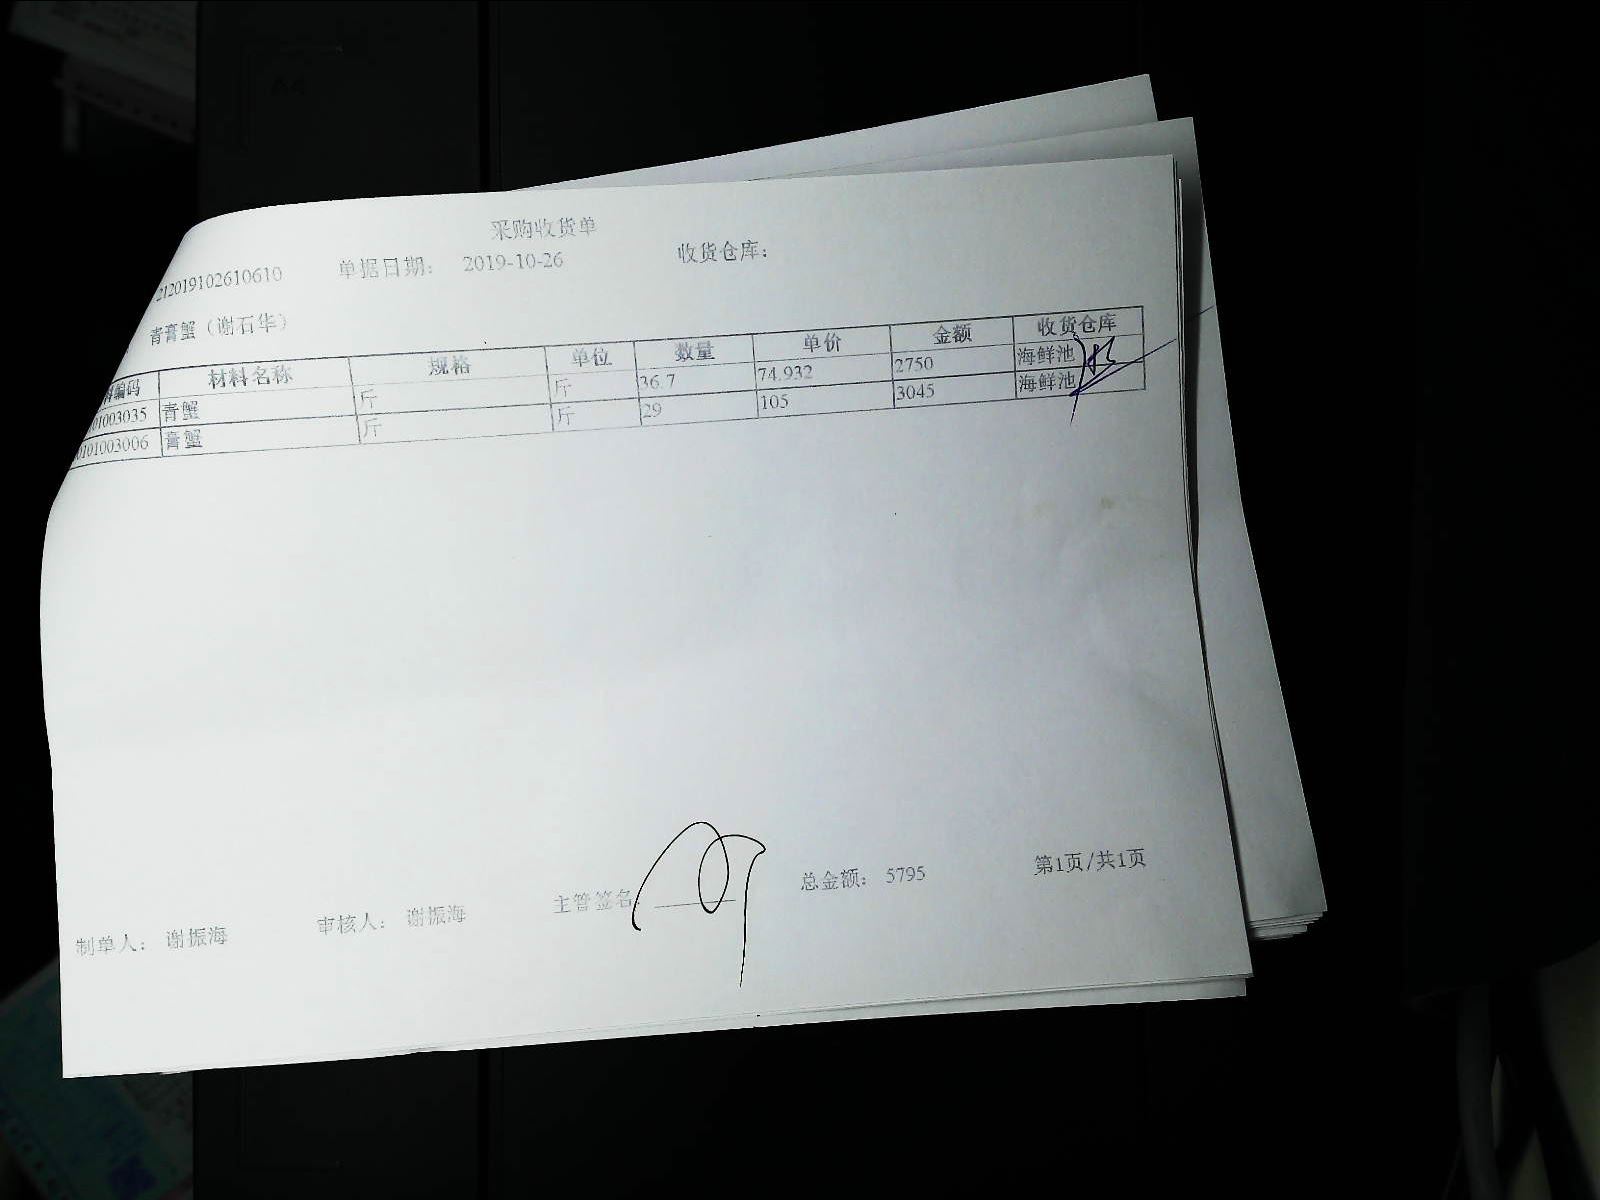 采购收货单
212019102610610 单据日期： 2019-10-26 收货仓库：
青膏蟹（谢石华）
编码 材料名称 规格 单位 数量 单价 金额 收货仓库
01003035 青蟹 斤 斤 36.7 74.932 2750 海鲜池
0101003006 膏蟹 斤 斤 29 105 3045 海鲜池
制单人： 谢振海 审核人： 谢振海 主管签名: 总金额： 5795 第1页/共1页